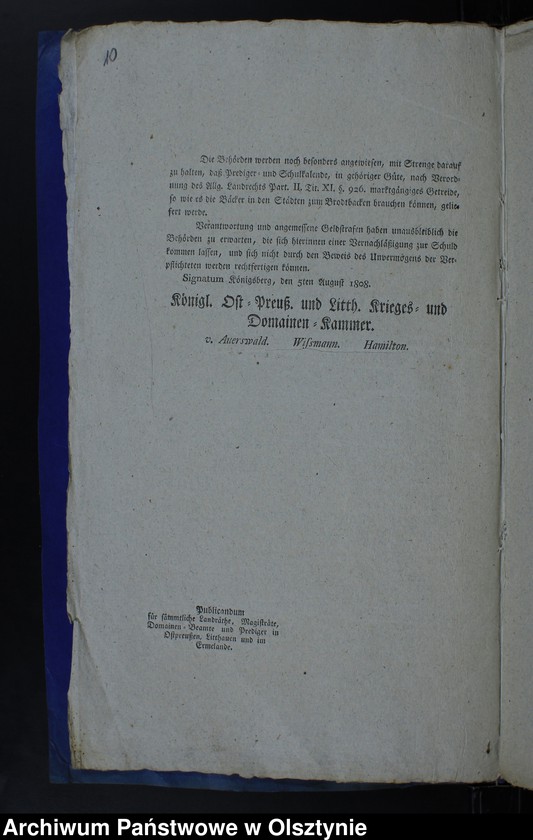 10
Die Behörden werden noch besonders angewiesen, mit Strenge darauf
zu halten, daß Prediger- und Schulkalende, in gehöriger Güte, nach Verord-
nung des Allg. Landrechts Part. II, Tit. XI. §. 926. marktgängiges Getreide,
so wie es die Bäcker in den Städten zum Brodtbacken brauchen können, gelie-
fert werde.
Verantwortung und angemessene Geldstrafen haben unausbleiblich die
Behörden zu erwarten, die sich hierinnen einer Vernachläßigung zur Schuld
kommen lassen, und sich nicht durch den Beweis des Unvermögens der Ver-
pflichteten werden rechtfertigen können.
Signatum Königsberg, den 5ten August 1808.
Königl. Ost-Preuß. und Litth. Krieges- und
Domainen-Kammer.
v. Auerswald. Wissmann. Hamilton.
Publicandum
für sämmtliche Landräthe, Magisträte,
Domainen-Beamte und Prediger in
Ostpreußen, Litthauen und im
Ermelande.
Archiwum Państwowe w Olsztynie